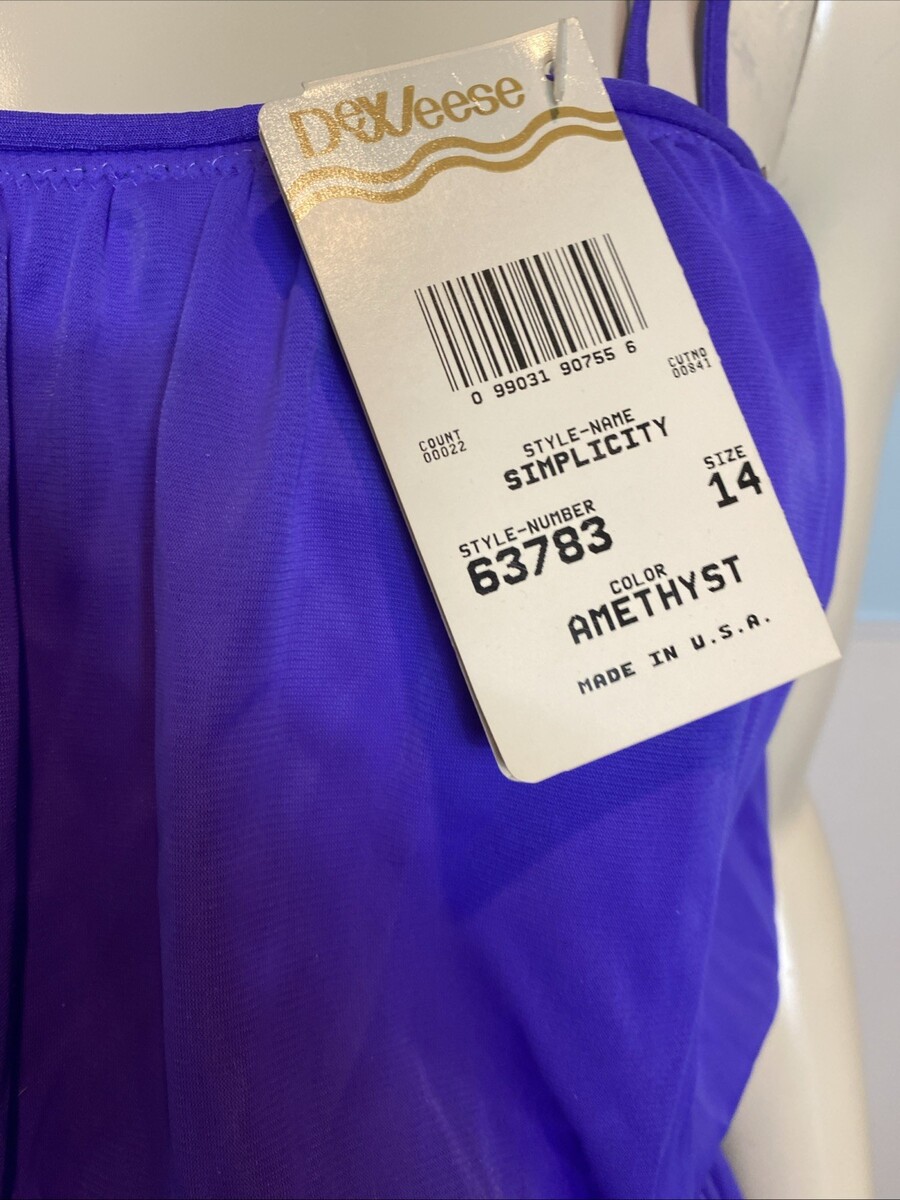 DeWeese
0 99031 90755 6
CUTNO
00841
COUNT
00022
STYLE-NAME
SIMPLICITY
SIZE
14
STYLE-NUMBER
63783
COLOR
AMETHYST
MADE IN U.S.A.